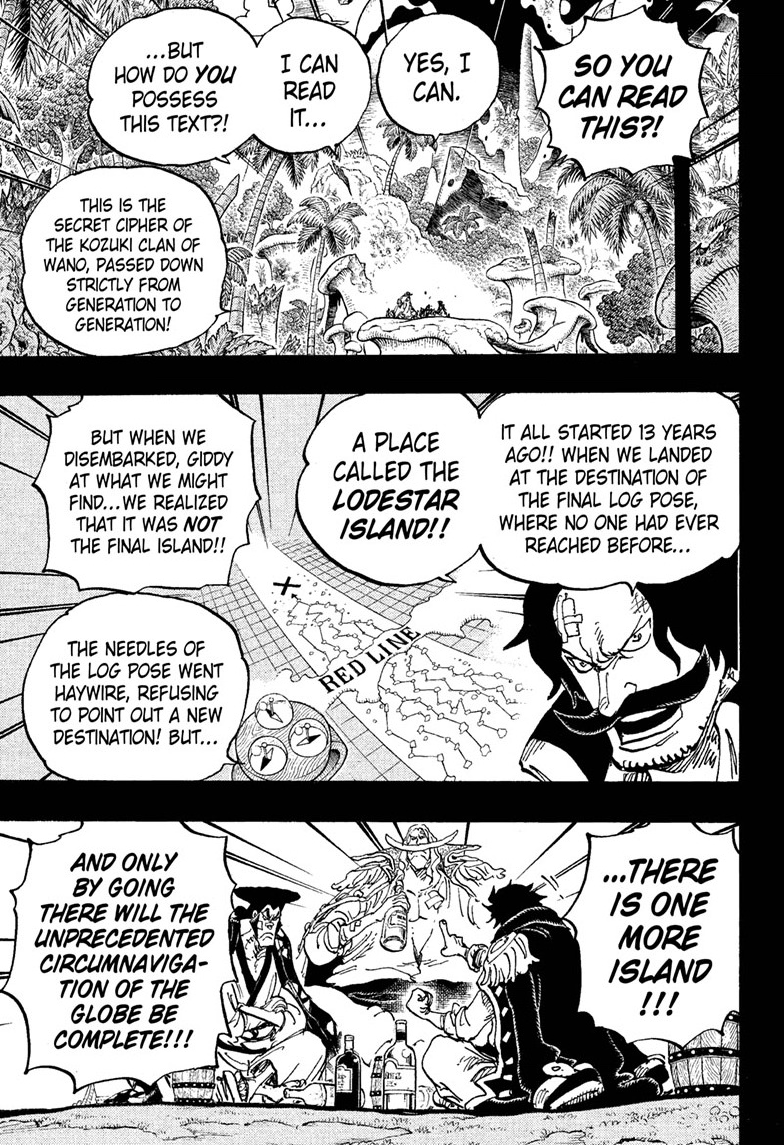 SO YOU
CAN READ
THIS?!
YES, I
CAN.
I CAN
READ
IT...
...BUT
HOW DO YOU
POSSESS
THIS TEXT?!
THIS IS THE
SECRET CIPHER OF
THE KOZUKI CLAN OF
WANO, PASSED DOWN
STRICTLY FROM
GENERATION TO
GENERATION!
IT ALL STARTED 13 YEARS
AGO!! WHEN WE LANDED
AT THE DESTINATION OF
THE FINAL LOG POSE,
WHERE NO ONE HAD EVER
REACHED BEFORE...
A PLACE
CALLED THE
LODESTAR
ISLAND!!
BUT WHEN WE
DISEMBARKED, GIDDY
AT WHAT WE MIGHT
FIND...WE REALIZED
THAT IT WAS NOT
THE FINAL ISLAND!!
RED LINE
THE NEEDLES OF
THE LOG POSE WENT
HAYWIRE, REFUSING
TO POINT OUT A NEW
DESTINATION! BUT...
...THERE
IS ONE
MORE
ISLAND
!!!
AND ONLY
BY GOING
THERE WILL THE
UNPRECEDENTED
CIRCUMNAVIGA-
TION OF THE
GLOBE BE
COMPLETE!!!